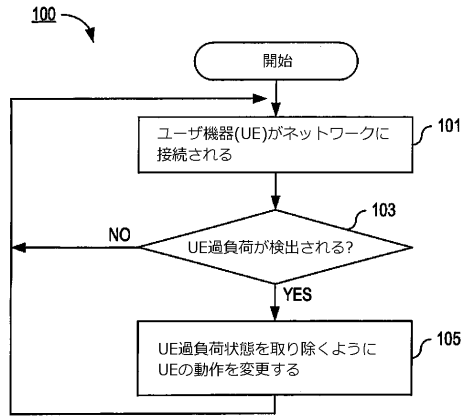 100
開始
ユーザ機器(UE)がネットワークに
接続される
101
103
UE過負荷が検出される?
NO
YES
UE過負荷状態を取り除くように
UEの動作を変更する
105